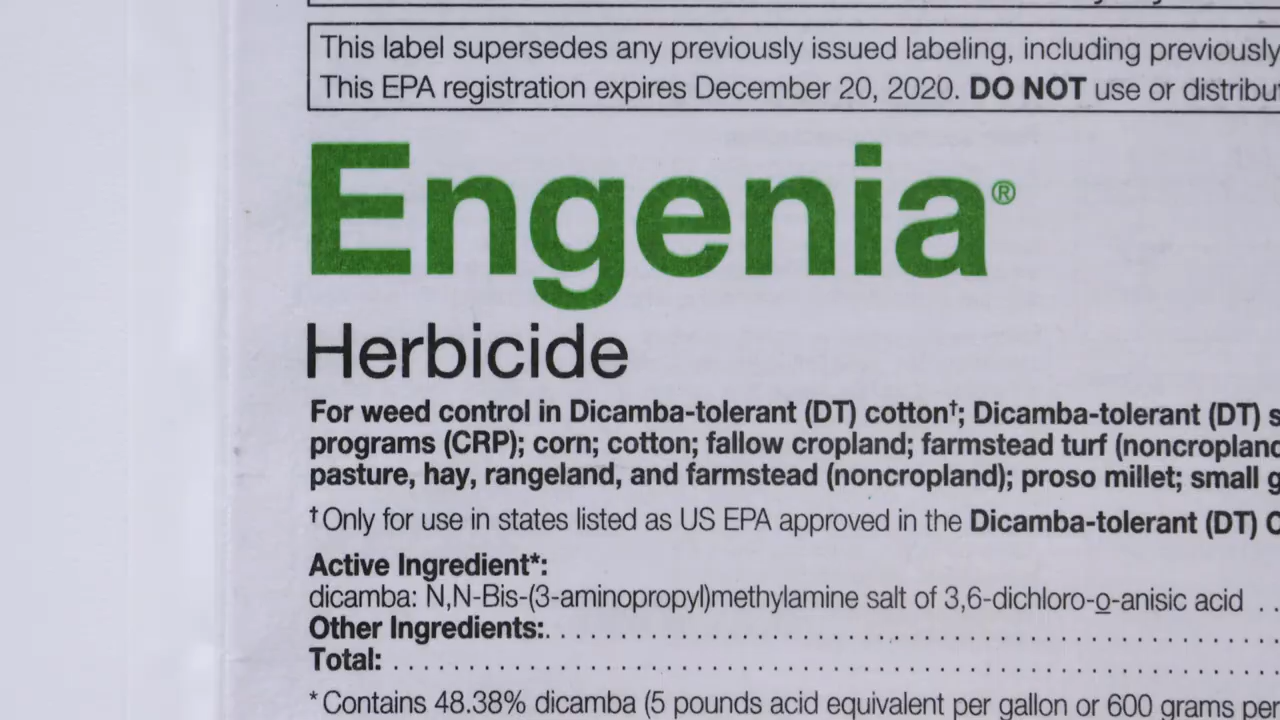 This label supersedes any previously issued labeling, including previously
This EPA registration expires December 20, 2020. DO NOT use or distribu
Engenia®
Herbicide
For weed control in Dicamba-tolerant (DT) cotton†; Dicamba-tolerant (DT) s
programs (CRP); corn; cotton; fallow cropland; farmstead turf (noncropland
pasture, hay, rangeland, and farmstead (noncropland); proso millet; small g
†Only for use in states listed as US EPA approved in the Dicamba-tolerant (DT) C
Active Ingredient*:
dicamba: N,N-Bis-(3-aminopropyl)methylamine salt of 3,6-dichloro-o-anisic acid . .
Other Ingredients:. . . . . . . . . . . . . . . . . . . . . . . . . . . . . . . . . . . . . . . . . . . .
Total: . . . . . . . . . . . . . . . . . . . . . . . . . . . . . . . . . . . . . . . . . . . . . . . . . . . . . .
*Contains 48.38% dicamba (5 pounds acid equivalent per gallon or 600 grams per